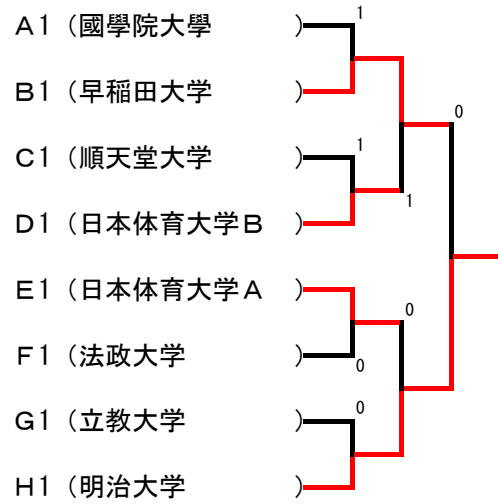 A1（國學院大學）
1
B1（早稲田大学）
0
C1（順天堂大学）
1
1
D1（日本体育大学B）
E1（日本体育大学A）
0
F1（法政大学）
0
G1（立教大学）
0
H1（明治大学）